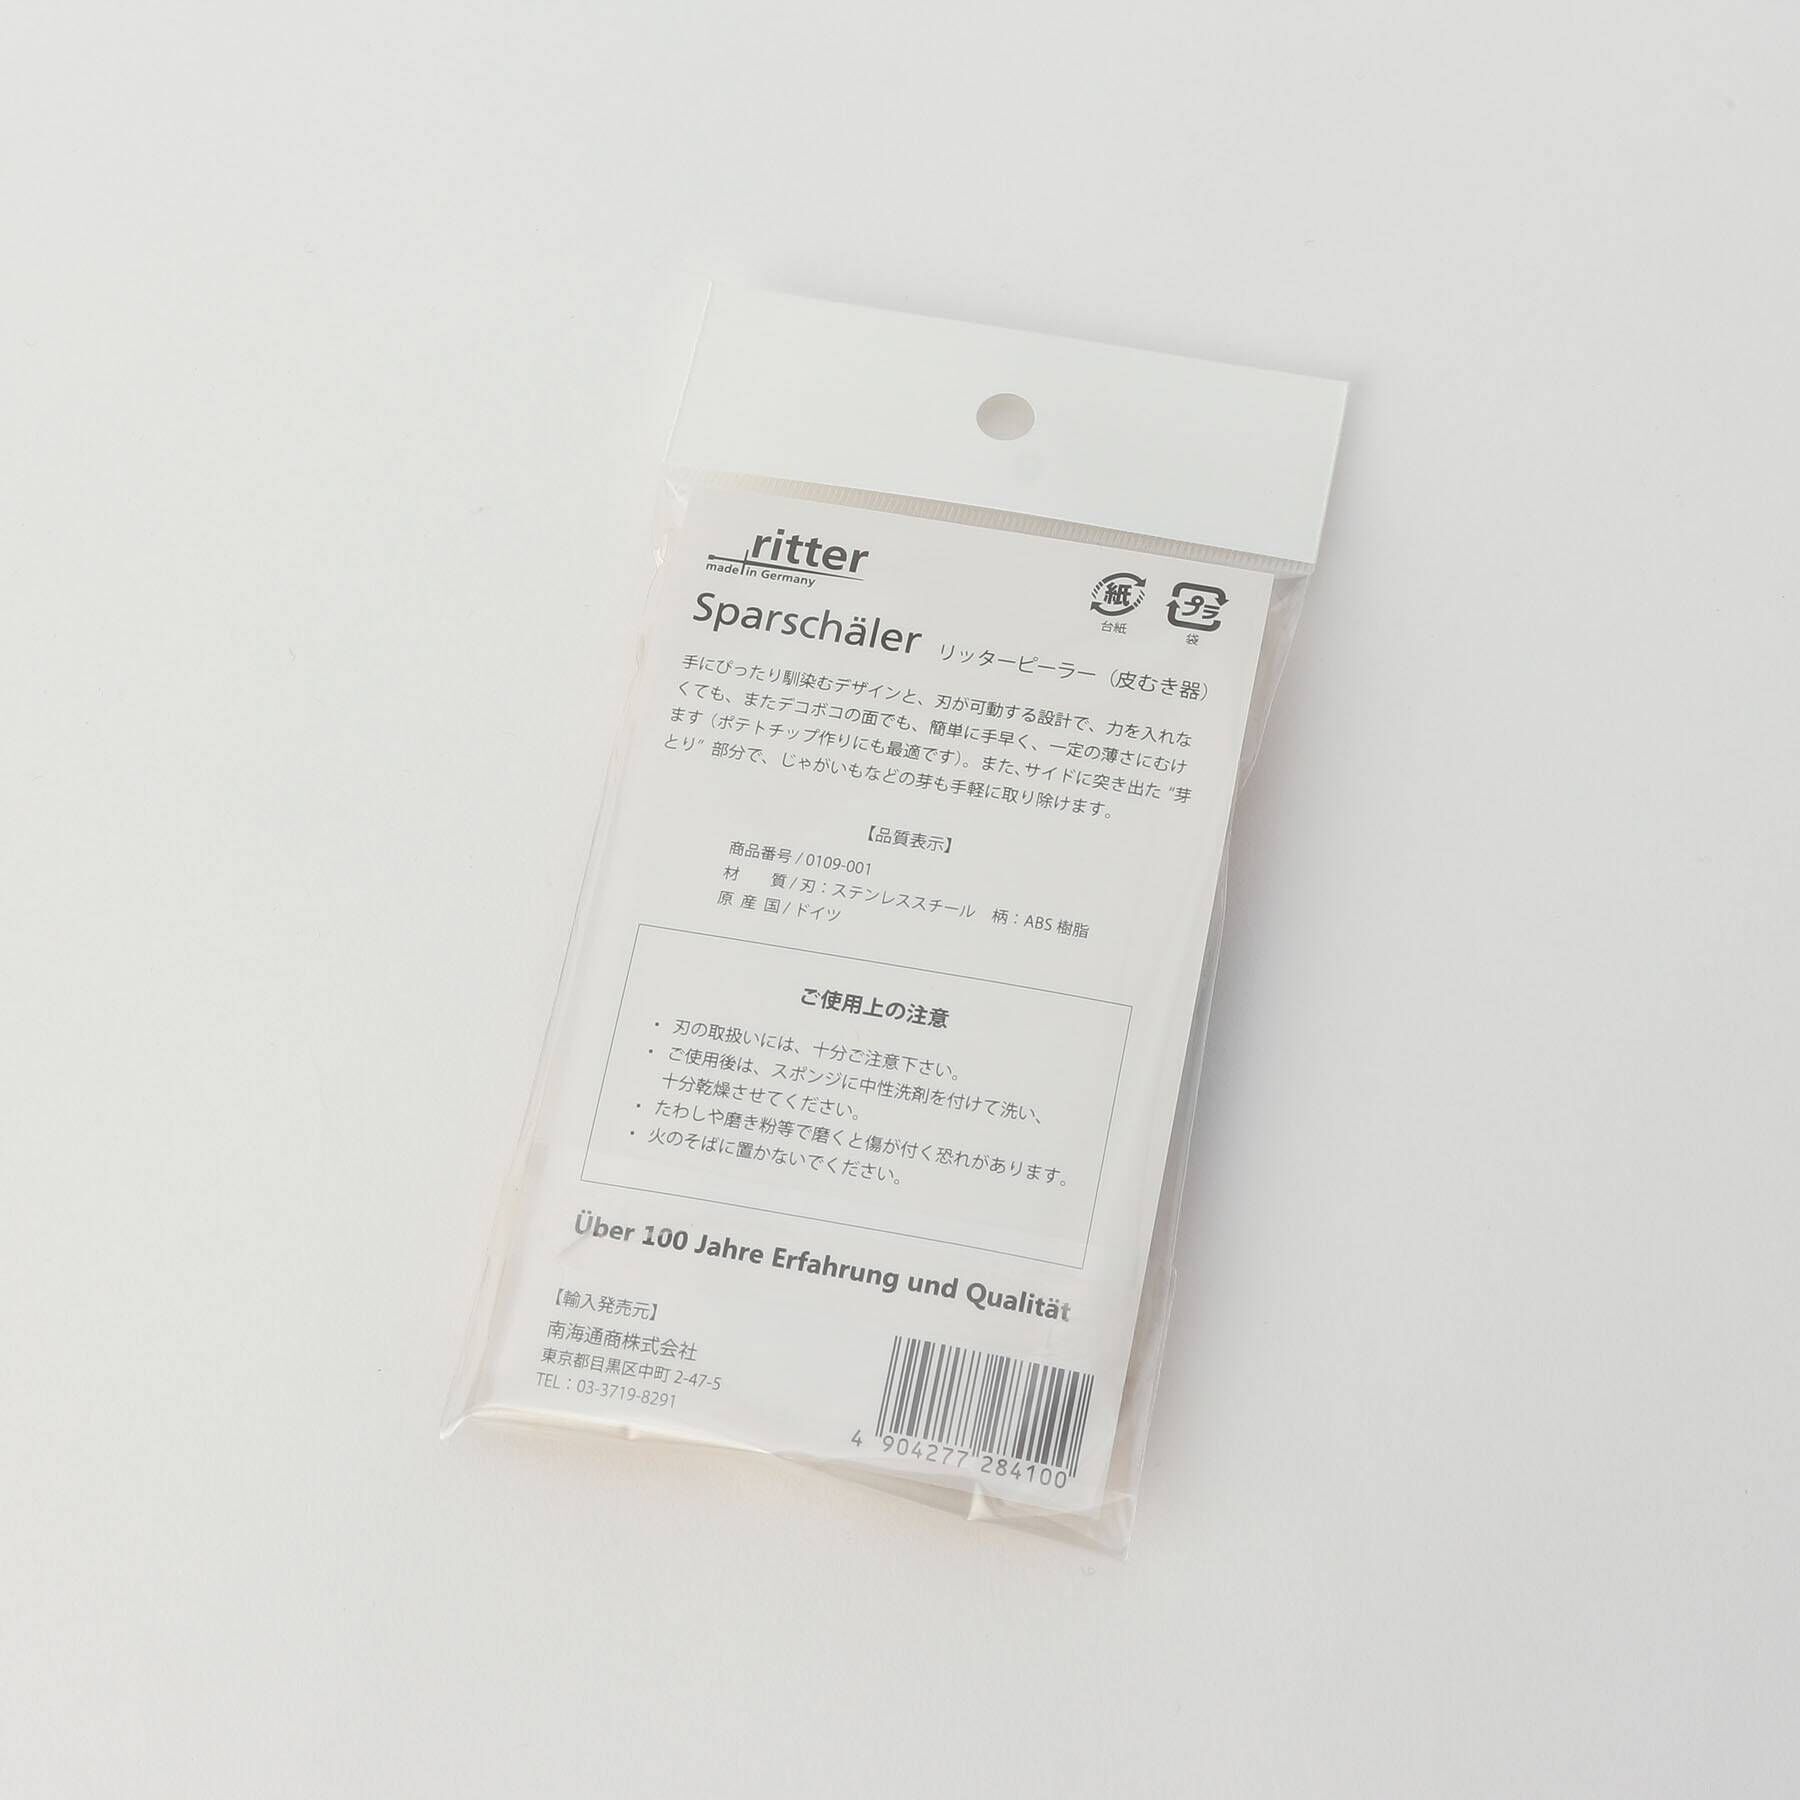 ritter
made in Germany
紙
台紙
プラ
袋
Sparschäler リッターピーラー（皮むき器）
手にぴったり馴染むデザインと、刃が可動する設計で、力を入れな
くても、またデコボコの面でも、簡単に手早く、一定の薄さにむけ
ます（ポテトチップ作りにも最適です）。また、サイドに突き出た“芽
とり”部分で、じゃがいもなどの芽も手軽に取り除けます。
【品質表示】
商品番号/0109-001
材 質/刃：ステンレススチール 柄：ABS樹脂
原産国/ドイツ
ご使用上の注意
・刃の取扱いには、十分ご注意下さい。
・ご使用後は、スポンジに中性洗剤を付けて洗い、
十分乾燥させてください。
・たわしや磨き粉等で磨くと傷が付く恐れがあります。
・火のそばに置かないでください。
Über 100 Jahre Erfahrung und Qualität
【輸入発売元】
南海通商株式会社
東京都目黒区中町2-47-5
TEL：03-3719-8291
4 904277 284100